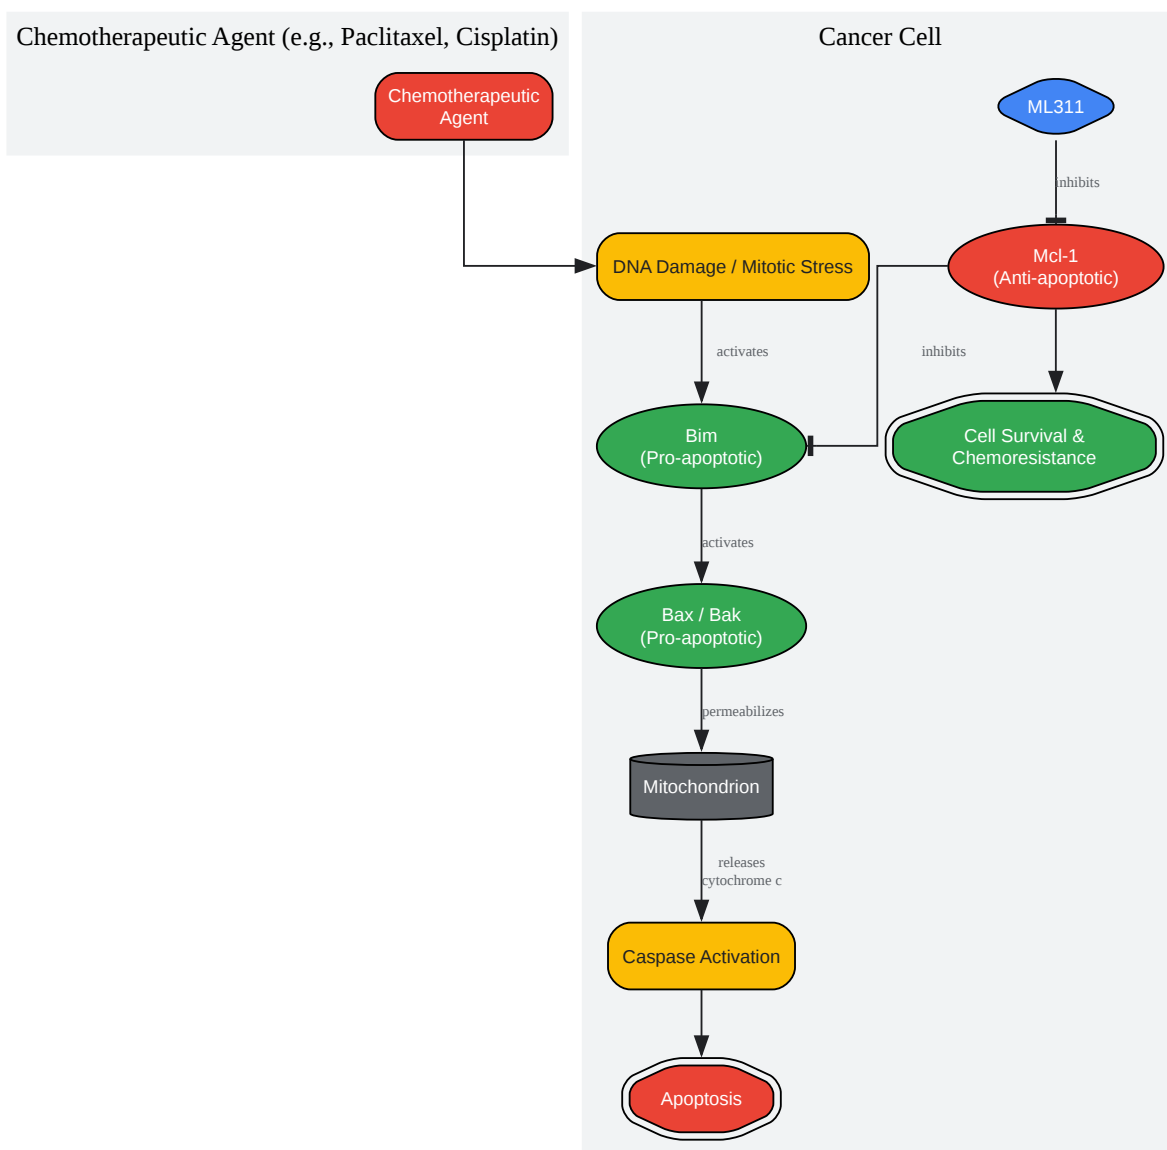 Chemotherapeutic Agent (e.g., Paclitaxel, Cisplatin)
Cancer Cell
Chemotherapeutic
Agent
ML311
inhibits
DNA Damage / Mitotic Stress
Mcl-1
(Anti-apoptotic)
activates
inhibits
Bim
(Pro-apoptotic)
Cell Survival &
Chemoresistance
activates
Bax / Bak
(Pro-apoptotic)
permeabilizes
Mitochondrion
releases
cytochrome c
Caspase Activation
Apoptosis